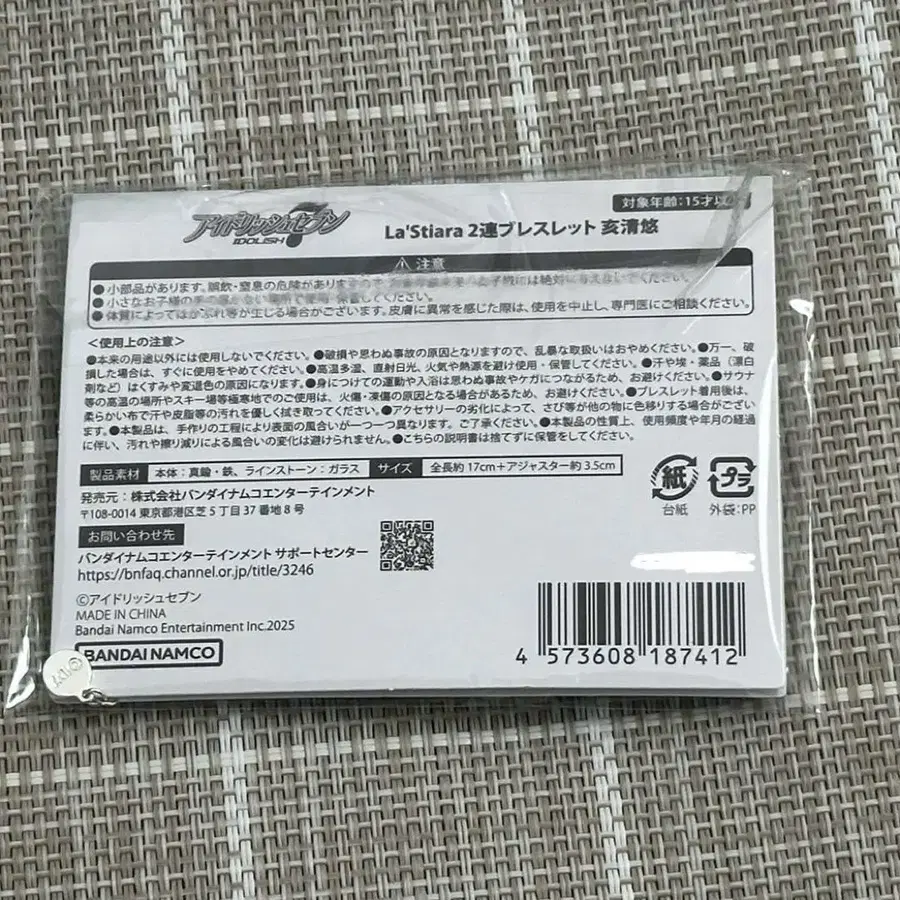 アイドリッシュセブン
IDOLISH7
La'Stiara 2連ブレスレット 亥清悠
対象年齢:15才以
⚠ 注意
●小部品があります。誤飲・窒息の危険がありますので
●小さなお子様の手の届かない場所で使用・保管してください。
●体質によってはかぶれ等が生じる場合がございます。皮膚に異常を感じた際は、使用を中止し、専門医にご相談ください。
<使用上の注意>
●本来の用途以外には使用しないでください。●破損や思わぬ事故の原因となりますので、乱暴な取扱いはおやめください。●万一、破
損した場合は、すぐに使用をやめてください。●高温多湿、直射日光、火気や熱源を避け使用・保管してください。●汗や埃・薬品(漂白
剤など)はくすみや変退色の原因になります。●身につけての運動や入浴は思わぬ事故やケガにつながるため、お避けください。●サウナ
等の高温の場所やスキー場等極寒地でのご使用は、火傷・凍傷の原因となる場合があるため、お避けください。●ブレスレット着用後は、
柔らかい布で汗や皮脂等の汚れを優しく拭き取ってください。●アクセサリーの劣化によって、さび等が他の物に色移りする場合がござい
ます。●本製品は、手作りの工程により表面の風合いが一つ一つ異なります。ご了承ください。●本製品の性質上、使用頻度や年月の経過
に伴い、汚れや擦り減りによる風合いの変化は避けられません。●こちらの説明書は捨てずに保管をしてください。
製品素材 本体:真鍮・鉄、ラインストーン:ガラス サイズ 全長約17cm+アジャスター約3.5cm
発売元:株式会社バンダイナムコエンターテインメント
〒108-0014 東京都港区芝5丁目37番地8号
お問い合わせ先
バンダイナムコエンターテインメント サポートセンター
https://bnfaq.channel.or.jp/title/3246
©アイドリッシュセブン
MADE IN CHINA
Bandai Namco Entertainment Inc.2025
BANDAI NAMCO
紙
台紙
プラ
外袋:PP
4 573608 187412